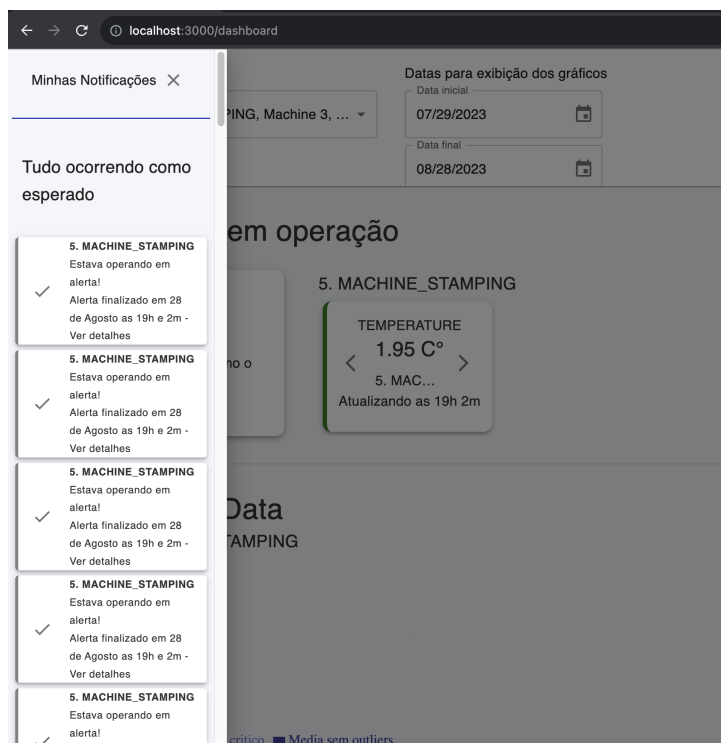 localhost:3000/dashboard
Minhas Notificações
Tudo ocorrendo como
esperado
5. MACHINE_STAMPING
Estava operando em
alerta!
Alerta finalizado em 28
de Agosto as 19h e 2m -
Ver detalhes
5. MACHINE_STAMPING
Estava operando em
alerta!
Alerta finalizado em 28
de Agosto as 19h e 2m -
Ver detalhes
5. MACHINE_STAMPING
Estava operando em
alerta!
Alerta finalizado em 28
de Agosto as 19h e 2m -
Ver detalhes
5. MACHINE_STAMPING
Estava operando em
alerta!
Alerta finalizado em 28
de Agosto as 19h e 2m -
Ver detalhes
5. MACHINE_STAMPING
Estava operando em
alerta!
PING, Machine 3, ...
Datas para exibição dos gráficos
Data inicial
07/29/2023
Data final
08/28/2023
em operação
no o
5. MACHINE_STAMPING
TEMPERATURE
1.95 C°
5. MAC...
Atualizando as 19h 2m
Data
TAMPING
critico
Media sem outliers